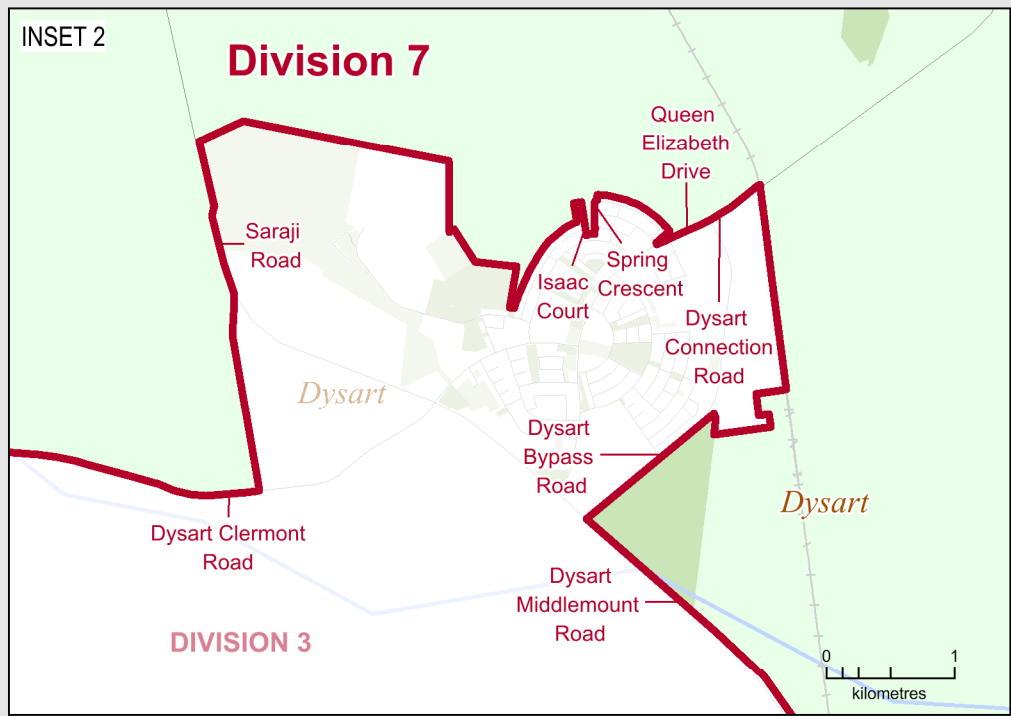 INSET 2
Division 7
Queen
Elizabeth
Drive
Saraji
Road
Isaac
Court
Spring
Crescent
Dysart
Connection
Road
Dysart
Dysart
Bypass
Road
Dysart
Dysart Clermont
Road
Dysart
Middlemount
Road
DIVISION 3
0 1
kilometres